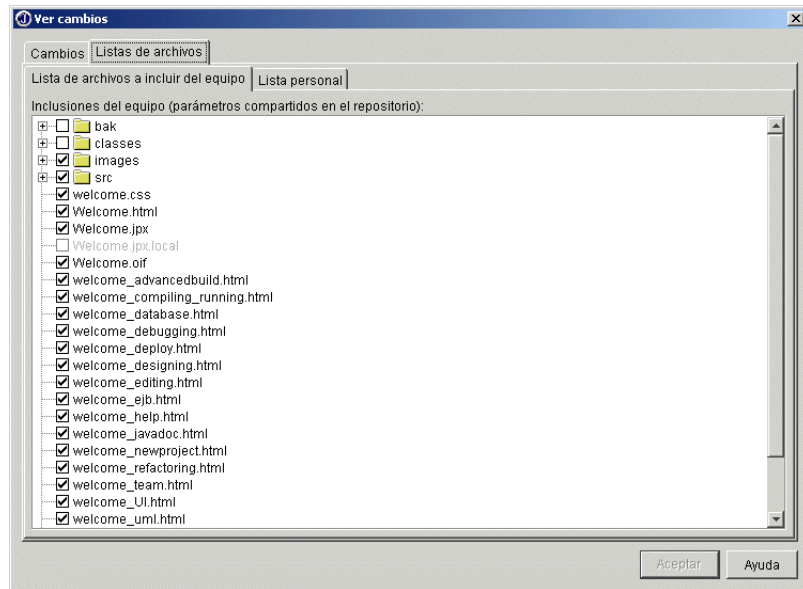 Ver cambios
Cambios Listas de archivos
Lista de archivos a incluir del equipo Lista personal
Inclusiones del equipo (parámetros compartidos en el repositorio):
bak
classes
images
src
welcome.css
Welcome.html
Welcome.jpx
Welcome.jpx.local
Welcome.oif
welcome_advancedbuild.html
welcome_compiling_running.html
welcome_database.html
welcome_debugging.html
welcome_deploy.html
welcome_designing.html
welcome_editing.html
welcome_ejb.html
welcome_help.html
welcome_javadoc.html
welcome_newproject.html
welcome_refactoring.html
welcome_team.html
welcome_UI.html
welcome_uml.html
Aceptar Ayuda